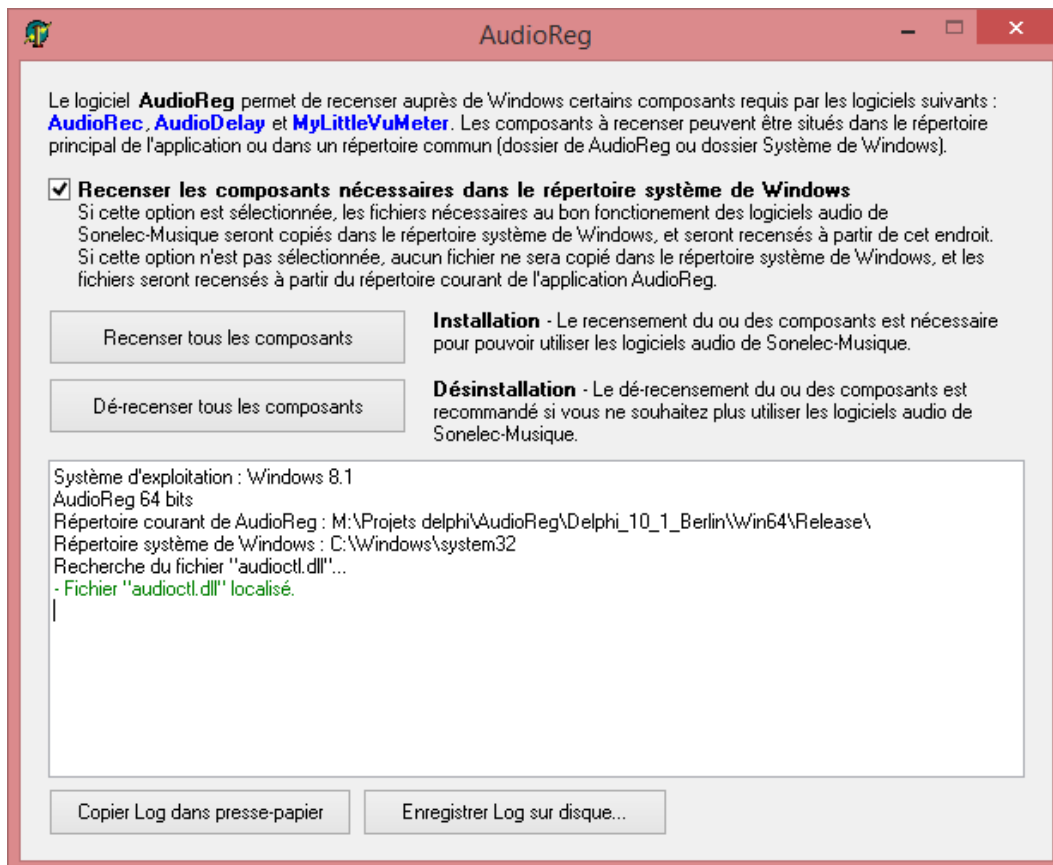 AudioReg
Le logiciel AudioReg permet de recenser auprès de Windows certains composants requis par les logiciels suivants :
AudioRec, AudioDelay et MyLittleVuMeter. Les composants à recenser peuvent être situés dans le répertoire
principal de l'application ou dans un répertoire commun (dossier de AudioReg ou dossier Système de Windows).
Recenser les composants nécessaires dans le répertoire système de Windows
Si cette option est sélectionnée, les fichiers nécessaires au bon fonctionement des logiciels audio de
Sonelec-Musique seront copiés dans le répertoire système de Windows, et seront recensés à partir de cet endroit.
Si cette option n'est pas sélectionnée, aucun fichier ne sera copié dans le répertoire système de Windows, et les
fichiers seront recensés à partir du répertoire courant de l'application AudioReg.
Recenser tous les composants
Installation - Le recensement du ou des composants est nécessaire
pour pouvoir utiliser les logiciels audio de Sonelec-Musique.
Dé-recenser tous les composants
Désinstallation - Le dé-recensement du ou des composants est
recommandé si vous ne souhaitez plus utiliser les logiciels audio de
Sonelec-Musique.
Système d'exploitation : Windows 8.1
AudioReg 64 bits
Répertoire courant de AudioReg : M:\Projets delphi\AudioReg\Delphi_10_1_Berlin\Win64\Release\
Répertoire système de Windows : C:\Windows\system32
Recherche du fichier "audioctl.dll"...
- Fichier "audioctl.dll" localisé.
Copier Log dans presse-papier
Enregistrer Log sur disque...